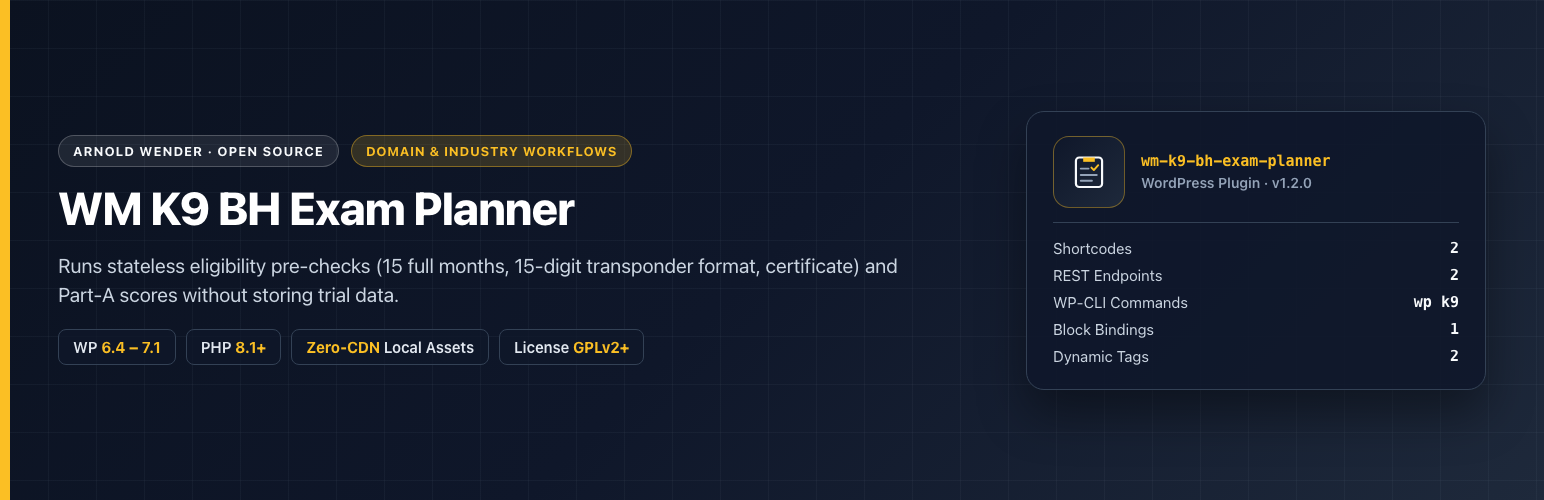 ARNOLD WENDER · OPEN SOURCE
DOMAIN & INDUSTRY WORKFLOWS
WM K9 BH Exam Planner
Runs stateless eligibility pre-checks (15 full months, 15-digit transponder format, certificate) and
Part-A scores without storing trial data.
WP 6.4 – 7.1
PHP 8.1+
Zero-CDN Local Assets
License GPLv2+
wm-k9-bh-exam-planner
WordPress Plugin · v1.2.0
Shortcodes 2
REST Endpoints 2
WP-CLI Commands wp k9
Block Bindings 1
Dynamic Tags 2